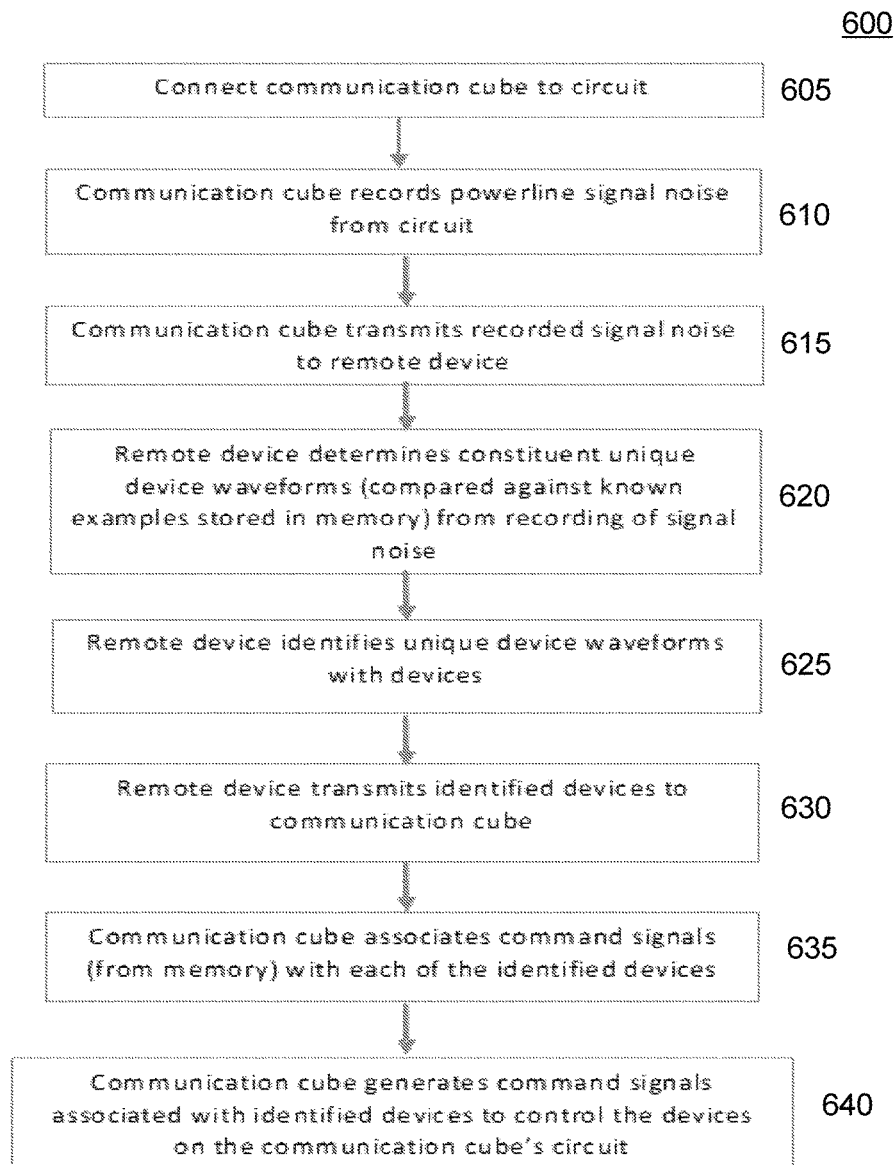 600
Connect communication cube to circuit
605
Communication cube records powerline signal noise
from circuit
610
Communication cube transmits recorded signal noise
to remote device
615
Remote device determines constituent unique
device waveforms (compared against known
examples stored in memory) from recording of signal
noise
620
Remote device identifies unique device waveforms
with devices
625
Remote device transmits identified devices to
communication cube
630
Communication cube associates command signals
(from memory) with each of the identified devices
635
Communication cube generates command signals
associated with identified devices to control the devices
on the communication cube's circuit
640